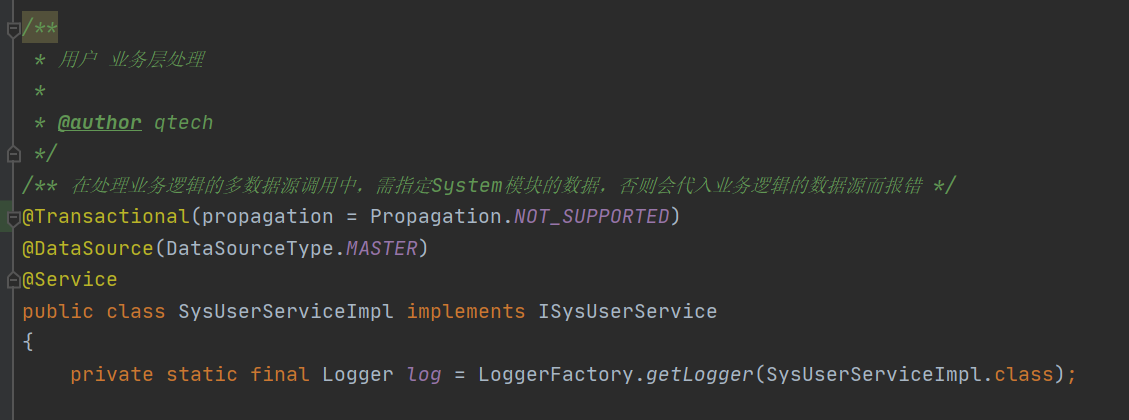 /**
 * 用户 业务层处理
 *
 * @author qtech
 */
/** 在处理业务逻辑的多数据源调用中，需指定System模块的数据，否则会代入业务逻辑的数据源而报错 */
@Transactional(propagation = Propagation.NOT_SUPPORTED)
@DataSource(DataSourceType.MASTER)
@Service
public class SysUserServiceImpl implements ISysUserService
{
    private static final Logger log = LoggerFactory.getLogger(SysUserServiceImpl.class);